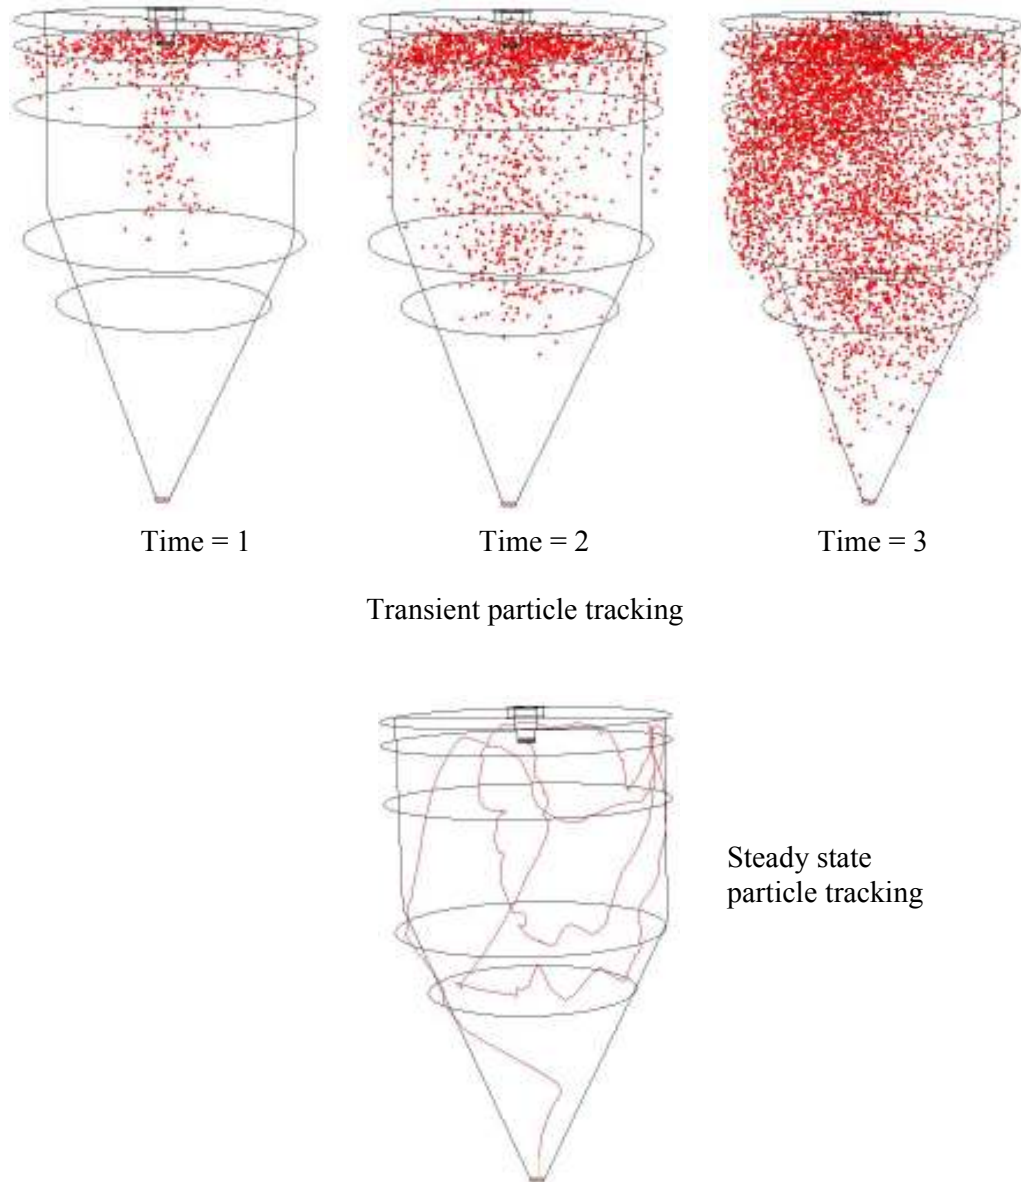 Time = 1
Time = 2
Time = 3
Transient particle tracking
Steady state
particle tracking